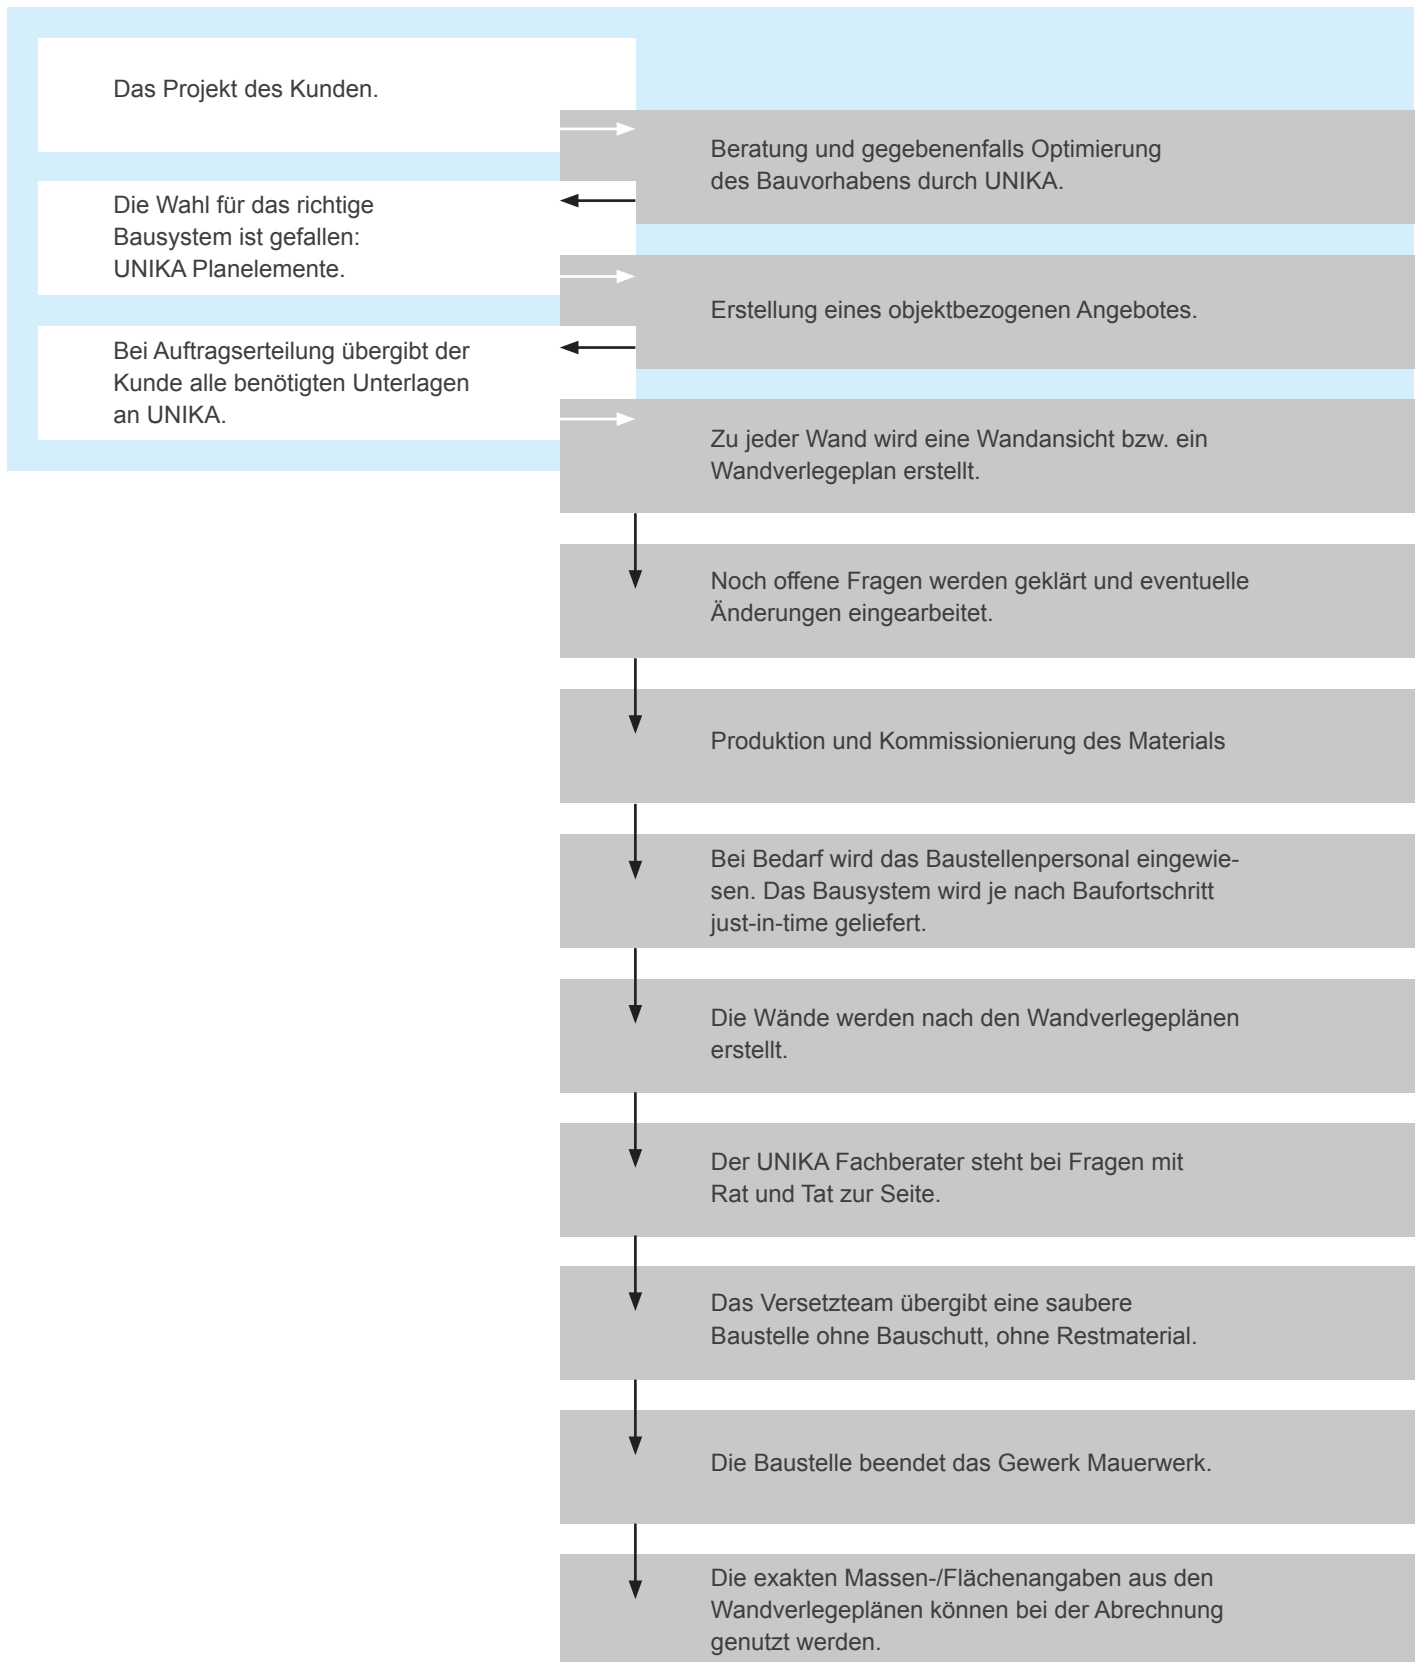 Das Projekt des Kunden.
Beratung und gegebenenfalls Optimierung
des Bauvorhabens durch UNIKA.
Die Wahl für das richtige
Bausystem ist gefallen:
UNIKA Planelemente.
Erstellung eines objektbezogenen Angebotes.
Bei Auftragserteilung übergibt der
Kunde alle benötigten Unterlagen
an UNIKA.
Zu jeder Wand wird eine Wandansicht bzw. ein
Wandverlegeplan erstellt.
Noch offene Fragen werden geklärt und eventuelle
Änderungen eingearbeitet.
Produktion und Kommissionierung des Materials
Bei Bedarf wird das Baustellenpersonal eingewie-
sen. Das Bausystem wird je nach Baufortschritt
just-in-time geliefert.
Die Wände werden nach den Wandverlegeplänen
erstellt.
Der UNIKA Fachberater steht bei Fragen mit
Rat und Tat zur Seite.
Das Versetzteam übergibt eine saubere
Baustelle ohne Bauschutt, ohne Restmaterial.
Die Baustelle beendet das Gewerk Mauerwerk.
Die exakten Massen-/Flächenangaben aus den
Wandverlegeplänen können bei der Abrechnung
genutzt werden.